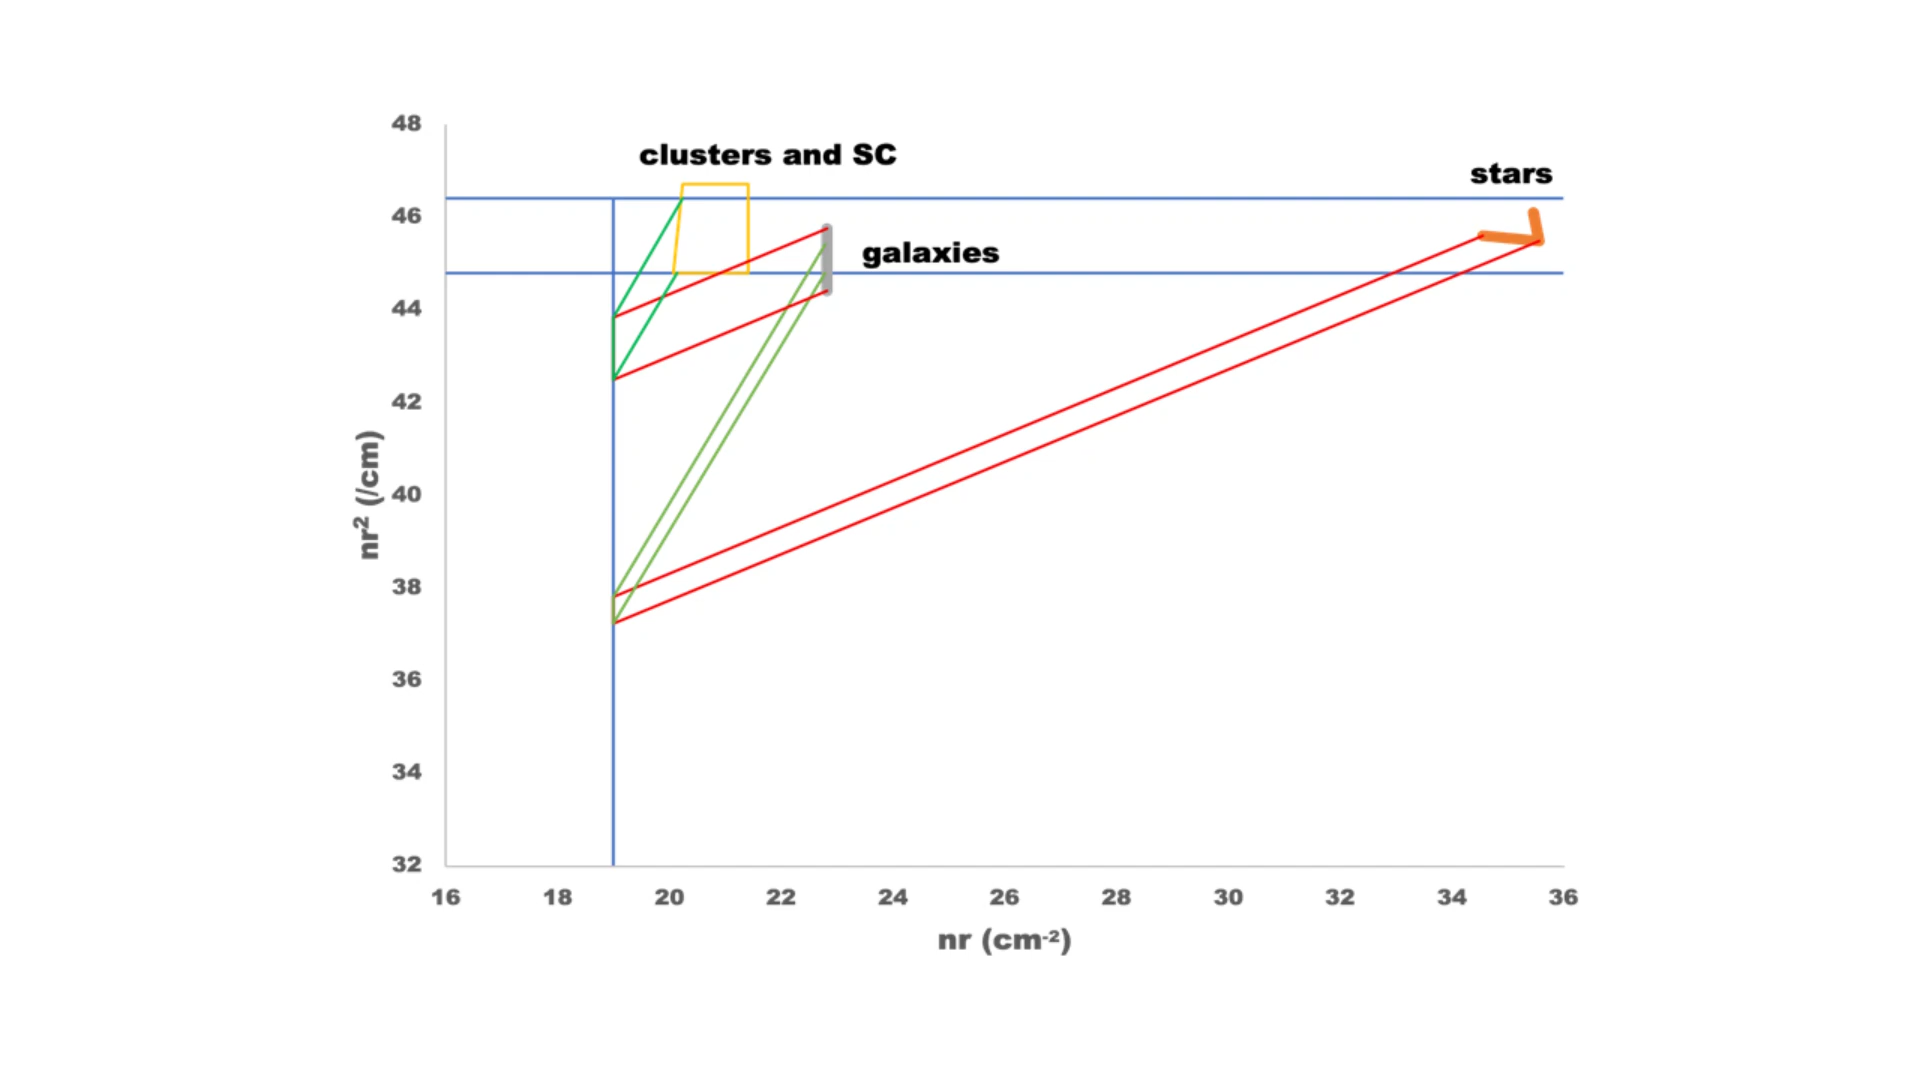 48
clusters and SC
stars
46
galaxies
44
42
40
38
36
34
32
nr² (/cm)
16 18 20 22 24 26 28 30 32 34 36
nr (cm⁻²)